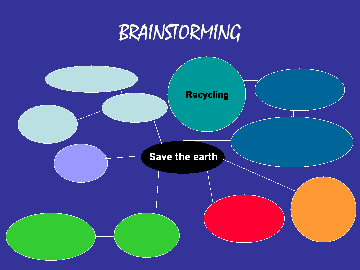 BRAINSTORMING
Recycling
Save the earth